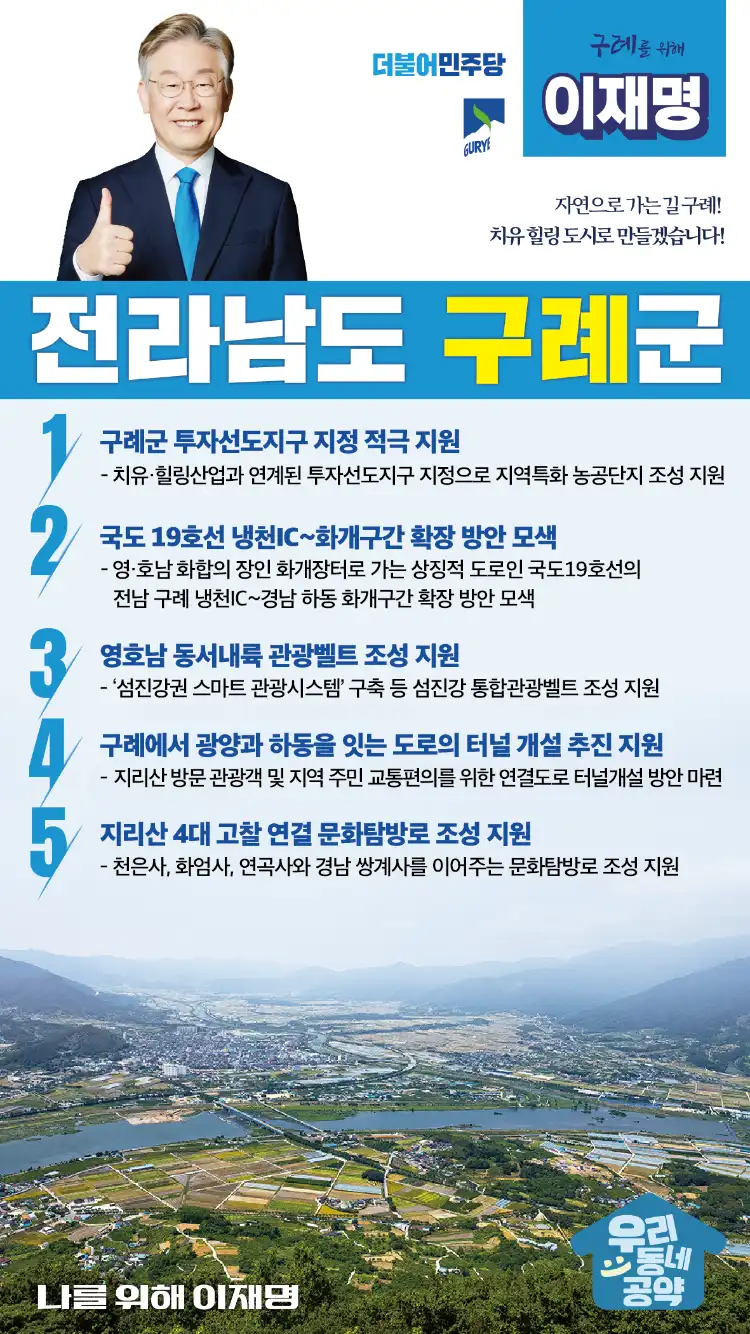 더불어민주당
구례를 위해
이재명
GURYE
자연으로 가는 길 구례!
치유 힐링 도시로 만들겠습니다!
전라남도 구례군
1
구례군 투자선도지구 지정 적극 지원
- 치유·힐링산업과 연계된 투자선도지구 지정으로 지역특화 농공단지 조성 지원
2
국도 19호선 냉천IC~화개구간 확장 방안 모색
- 영·호남 화합의 장인 화개장터로 가는 상징적 도로인 국도19호선의
전남 구례 냉천IC~경남 하동 화개구간 확장 방안 모색
3
영호남 동서내륙 관광벨트 조성 지원
- ‘섬진강권 스마트 관광시스템’ 구축 등 섬진강 통합관광벨트 조성 지원
4
구례에서 광양과 하동을 잇는 도로의 터널 개설 추진 지원
- 지리산 방문 관광객 및 지역 주민 교통편의를 위한 연결도로 터널개설 방안 마련
5
지리산 4대 고찰 연결 문화탐방로 조성 지원
- 천은사, 화엄사, 연곡사와 경남 쌍계사를 이어주는 문화탐방로 조성 지원
우리
동네
공약
나를 위해 이재명